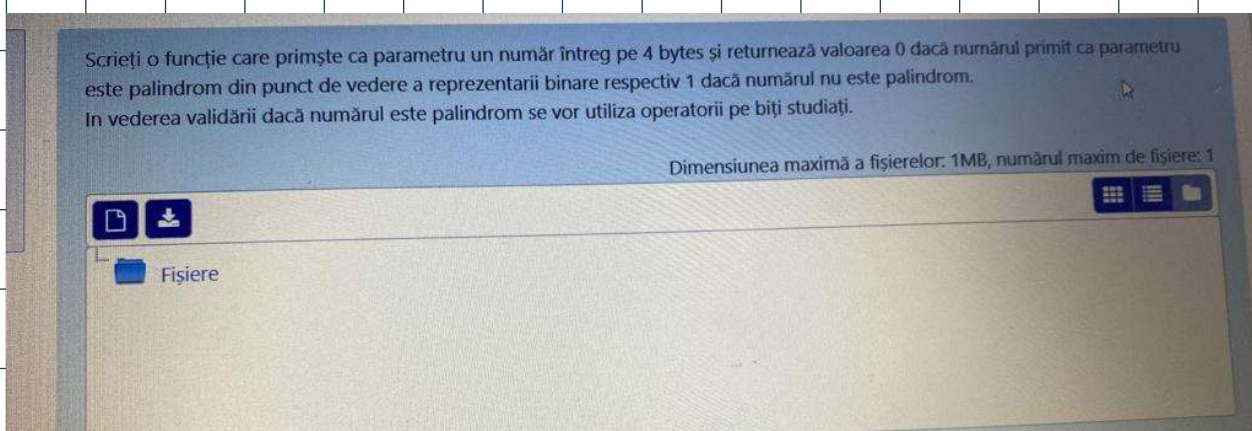 Scrieți o funcție care primște ca parametru un număr întreg pe 4 bytes și returnează valoarea 0 dacă numărul primit ca parametru
este palindrom din punct de vedere a reprezentarii binare respectiv 1 dacă numărul nu este palindrom.
In vederea validării dacă numărul este palindrom se vor utiliza operatorii pe biți studiați.
Dimensiunea maximă a fișierelor: 1MB, numărul maxim de fișiere: 1
Fișiere